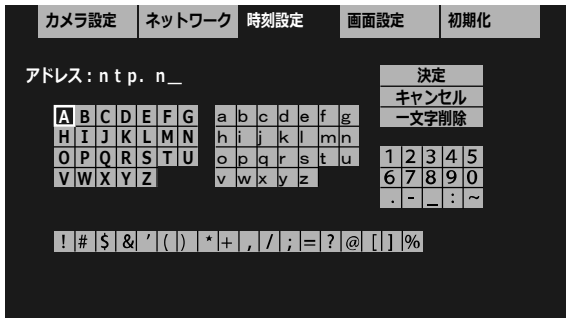 カメラ設定 ネットワーク 時刻設定 画面設定 初期化
アドレス:ntp.n_
決定
キャンセル
一文字削除
A B C D E F G a b c d e f g
H I J K L M N h i j k l m n
O P Q R S T U o p q r s t u 1 2 3 4 5
V W X Y Z v w x y z 6 7 8 9 0
. - _ : ~
! # $ & ' ( ) * + , / ; = ? @ [ ] %